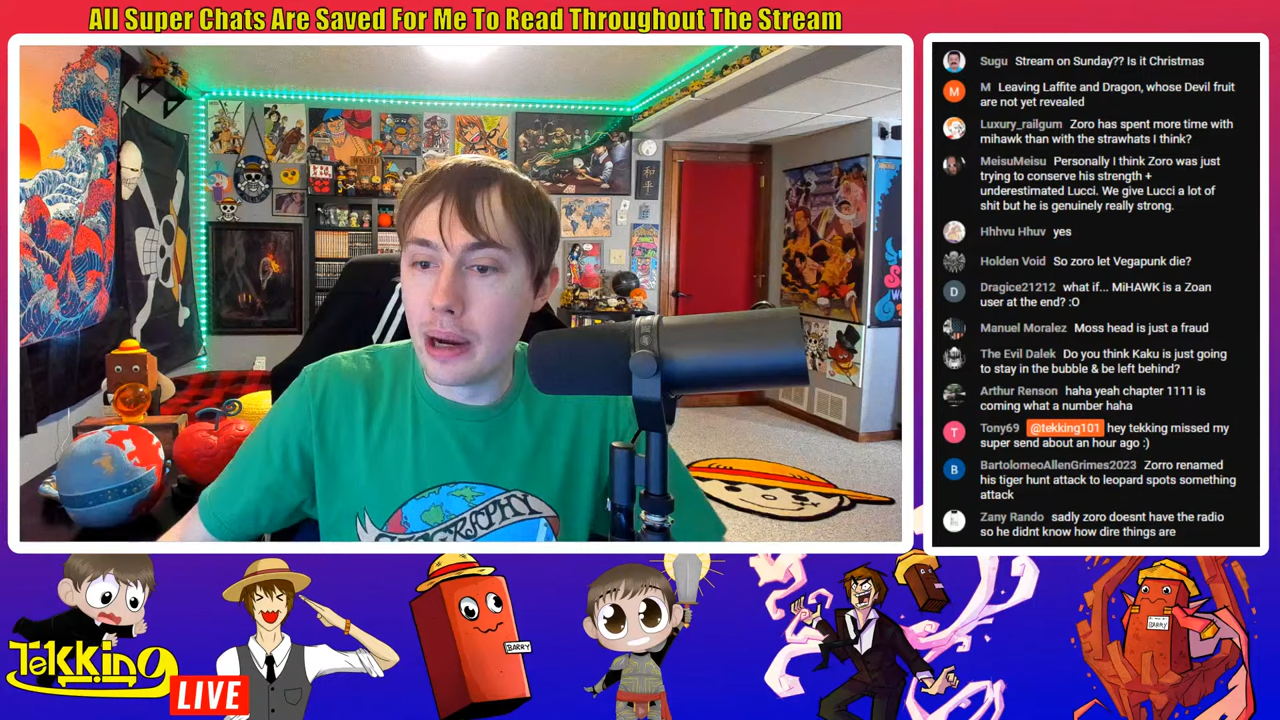 All Super Chats Are Saved For Me To Read Throughout The Stream
Sugu Stream on Sunday?? Is it Christmas
M Leaving Laffite and Dragon, whose Devil fruit
are not yet revealed
Luxury_railgum Zoro has spent more time with
mihawk than with the strawhats I think?
MeisuMeisu Personally I think Zoro was just
trying to conserve his strength +
underestimated Lucci. We give Lucci a lot of
shit but he is genuinely really strong.
Hhhvu Hhuv yes
Holden Void So zoro let Vegapunk die?
D Dragice21212 what if... MiHAWK is a Zoan
user at the end? :O
Manuel Moralez Moss head is just a fraud
The Evil Dalek Do you think Kaku is just going
to stay in the bubble & be left behind?
Arthur Renson haha yeah chapter 1111 is
coming what a number haha
T Tony69 @tekking101 hey tekking missed my
super send about an hour ago :)
B BartolomeoAllenGrimes2023 Zorro renamed
his tiger hunt attack to leopard spots something
attack
Zany Rando sadly zoro doesnt have the radio
so he didnt know how dire things are
WANTED
和平
GEOGRAPHY
TEKKING
LIVE
BARRY
BARRY